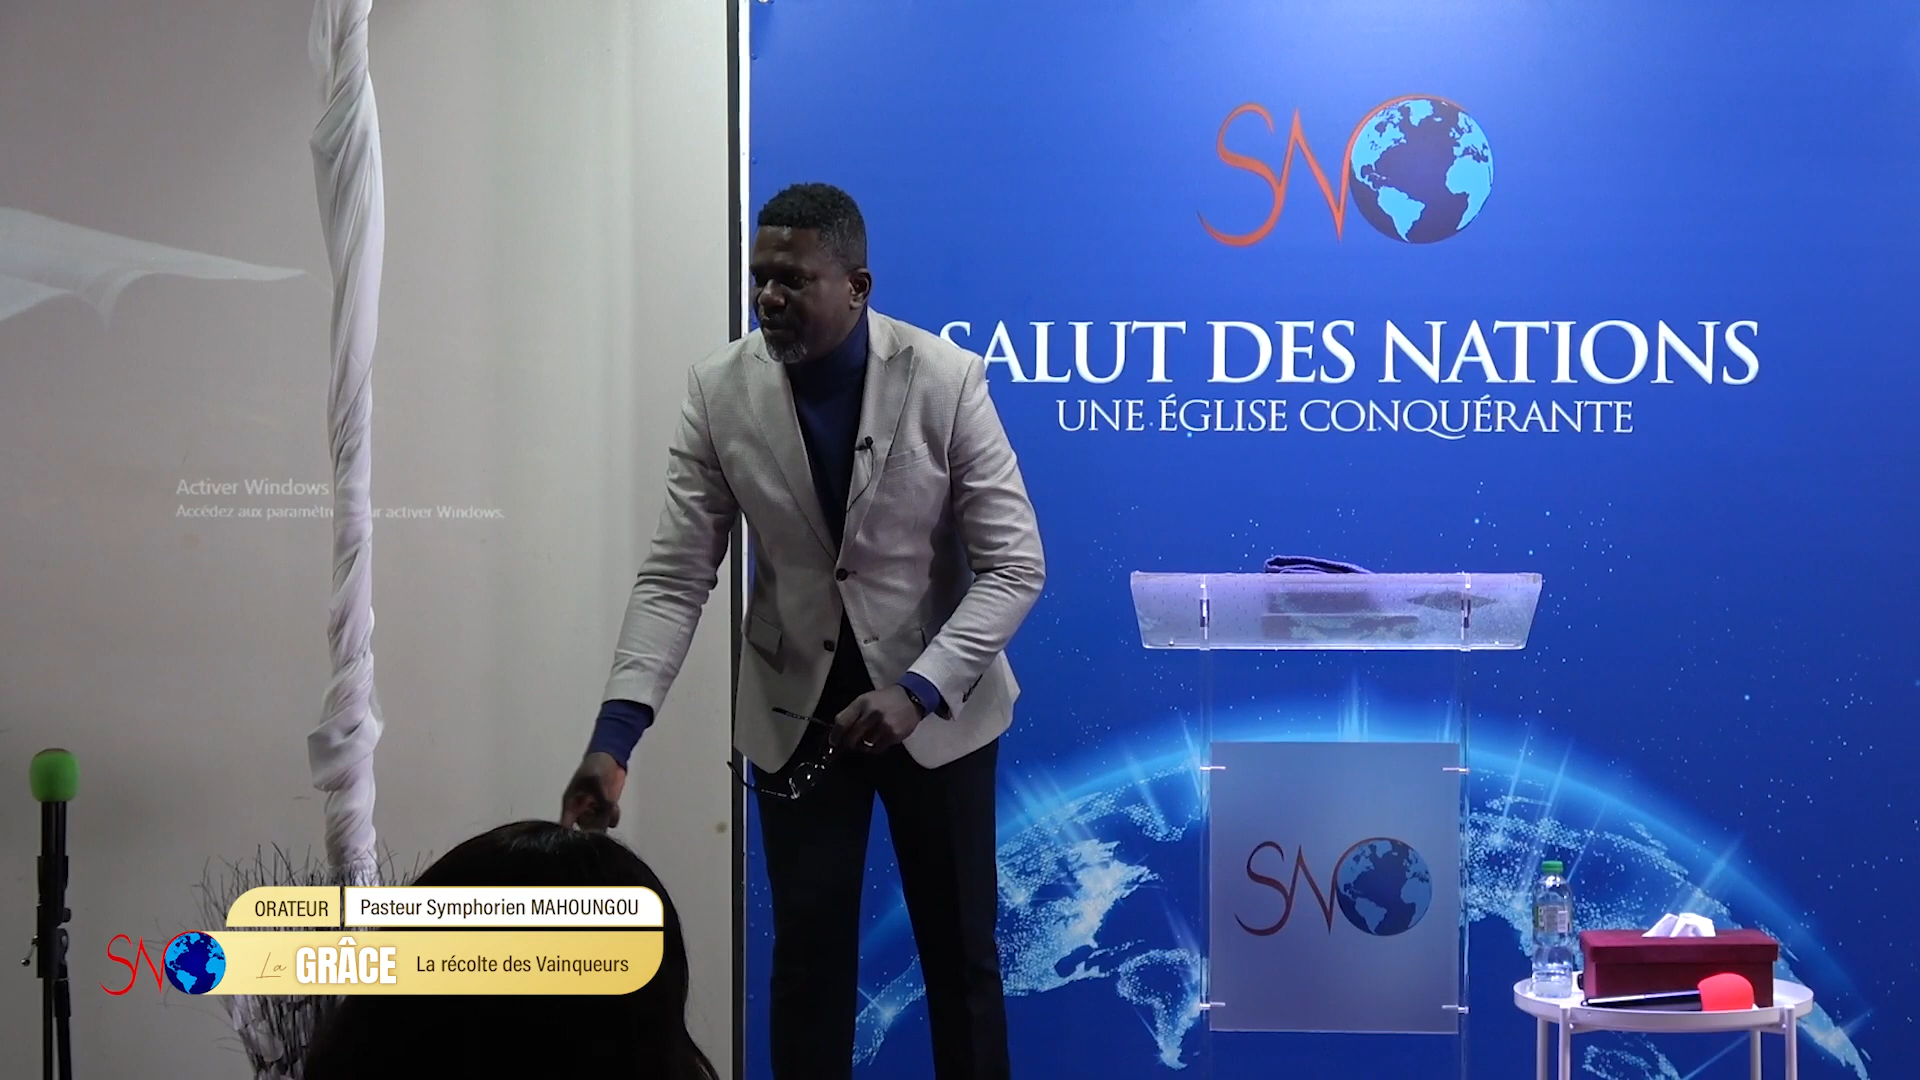 SN
SALUT DES NATIONS
UNE ÉGLISE CONQUÉRANTE
Activer Windows
Accédez aux paramètre ur activer Windows.
SN
ORATEUR Pasteur Symphorien MAHOUNGOU
SN La GRÂCE La récolte des Vainqueurs